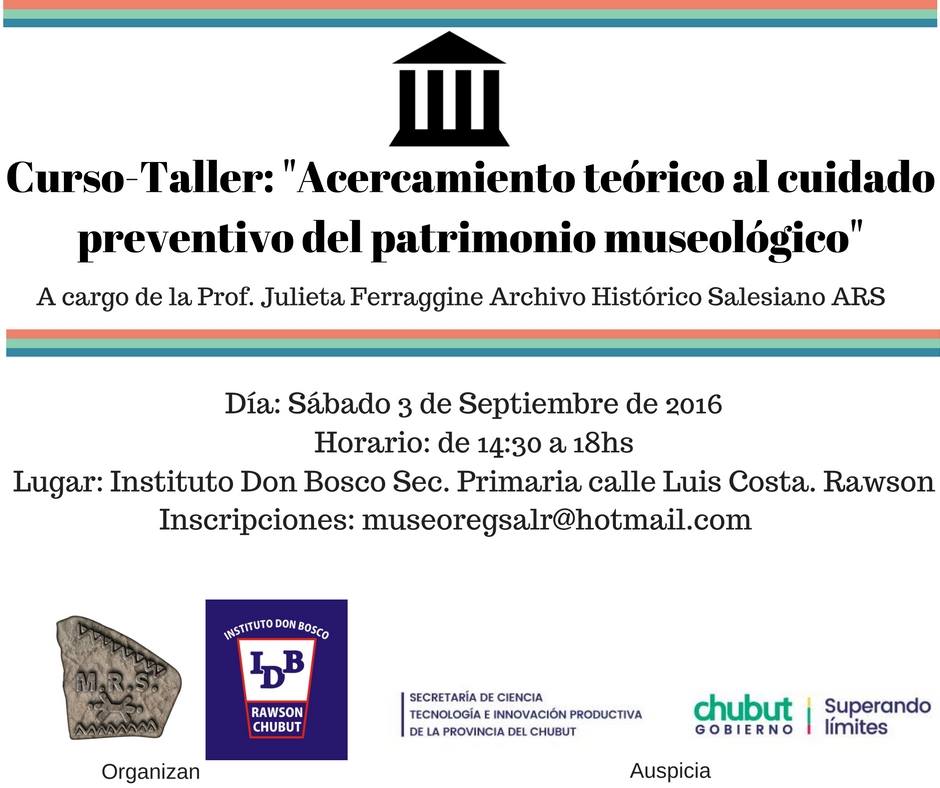 Curso-Taller: "Acercamiento teórico al cuidado
preventivo del patrimonio museológico"
A cargo de la Prof. Julieta Ferraggine Archivo Histórico Salesiano ARS
Día: Sábado 3 de Septiembre de 2016
Horario: de 14:30 a 18hs
Lugar: Instituto Don Bosco Sec. Primaria calle Luis Costa. Rawson
Inscripciones: museoregsalr@hotmail.com
M.R.S.
INSTITUTO DON BOSCO
IDB
RAWSON
CHUBUT
SECRETARÍA DE CIENCIA
TECNOLOGÍA E INNOVACIÓN PRODUCTIVA
DE LA PROVINCIA DEL CHUBUT
chubut
GOBIERNO
Superando
límites
Organizan
Auspicia